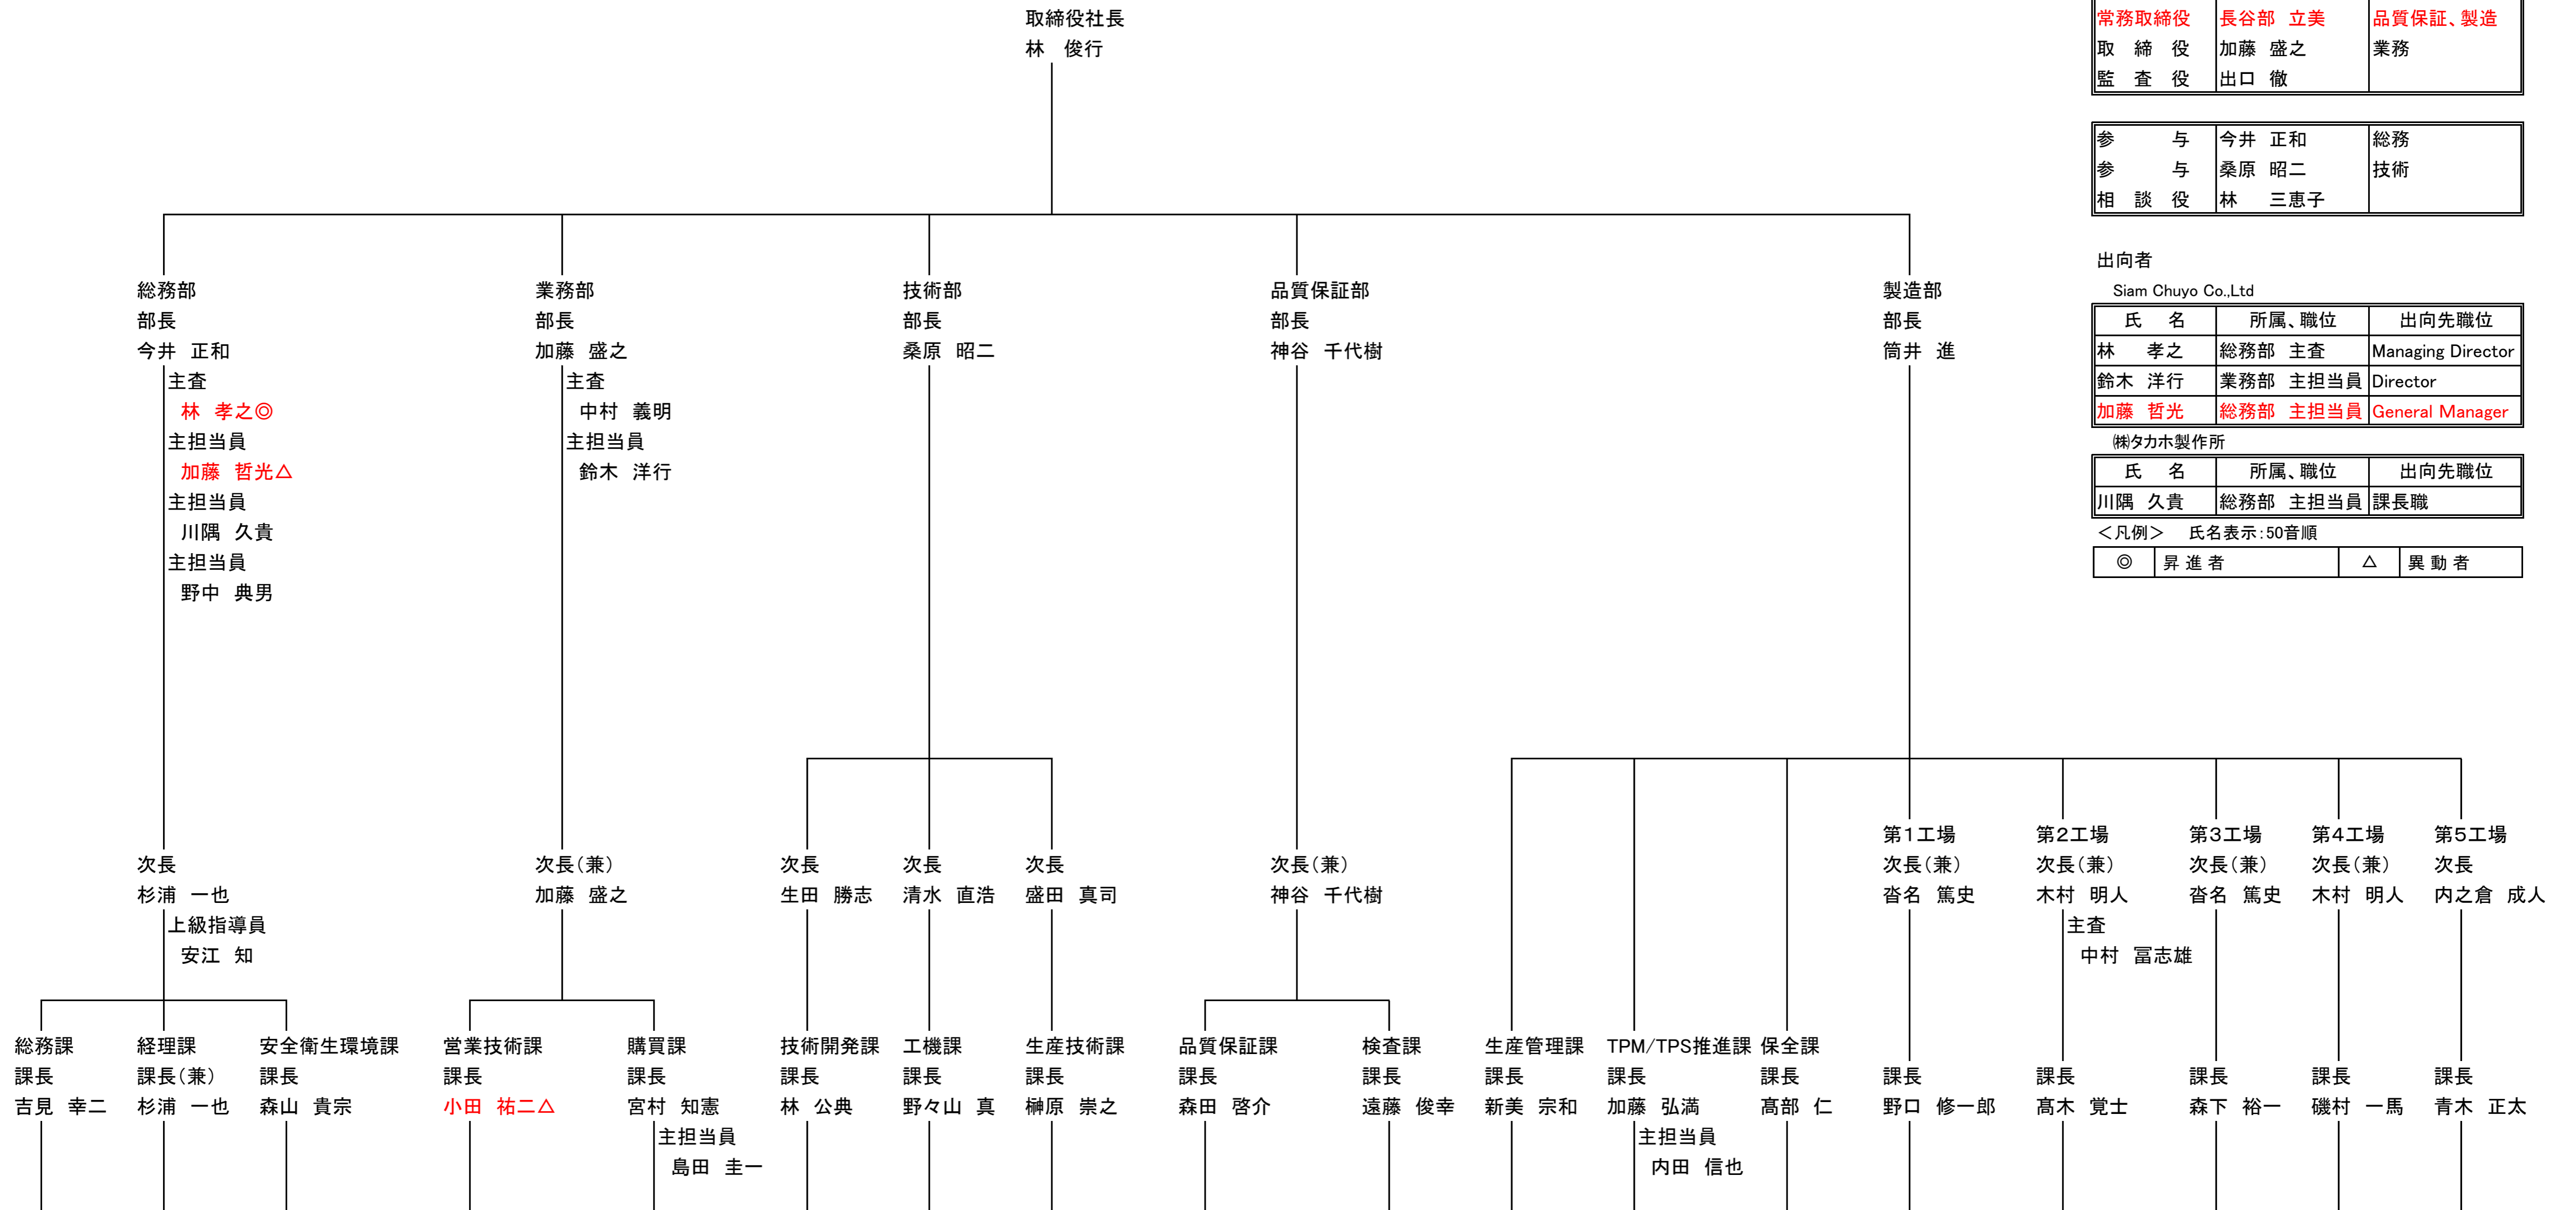 取締役社長
林　俊行
常務取締役 長谷部 立美 品質保証、製造
取　締　役 加藤 盛之 業務
監　査　役 出口 徹
参　　　与 今井 正和 総務
参　　　与 桑原 昭二 技術
相　談　役 林　三恵子
出向者
Siam Chuyo Co.,Ltd
氏　名 所属、職位 出向先職位
林　孝之 総務部 主査 Managing Director
鈴木 洋行 業務部 主担当員 Director
加藤 哲光 総務部 主担当員 General Manager
㈱タカホ製作所
氏　名 所属、職位 出向先職位
川隅 久貴 総務部 主担当員 課長職
＜凡例＞　氏名表示：50音順
◎ 昇 進 者 △ 異 動 者
総務部
部長
今井 正和
主査
林 孝之◎
主担当員
加藤 哲光△
主担当員
川隅 久貴
主担当員
野中 典男
業務部
部長
加藤 盛之
主査
中村 義明
主担当員
鈴木 洋行
技術部
部長
桑原 昭二
品質保証部
部長
神谷 千代樹
製造部
部長
筒井 進
次長
杉浦 一也
上級指導員
安江 知
次長（兼）
加藤 盛之
次長
生田 勝志
次長
清水 直浩
次長
盛田 真司
次長（兼）
神谷 千代樹
第1工場
次長（兼）
沓名 篤史
第2工場
次長（兼）
木村 明人
主査
中村 冨志雄
第3工場
次長（兼）
沓名 篤史
第4工場
次長（兼）
木村 明人
第5工場
次長
内之倉 成人
総務課
課長
吉見 幸二
経理課
課長（兼）
杉浦 一也
安全衛生環境課
課長
森山 貴宗
営業技術課
課長
小田 祐二△
購買課
課長
宮村 知憲
主担当員
島田 圭一
技術開発課
課長
林 公典
工機課
課長
野々山 真
生産技術課
課長
榊原 崇之
品質保証課
課長
森田 啓介
検査課
課長
遠藤 俊幸
生産管理課
課長
新美 宗和
TPM/TPS推進課
課長
加藤 弘満
主担当員
内田 信也
保全課
課長
髙部 仁
課長
野口 修一郎
課長
髙木 覚士
課長
森下 裕一
課長
磯村 一馬
課長
青木 正太